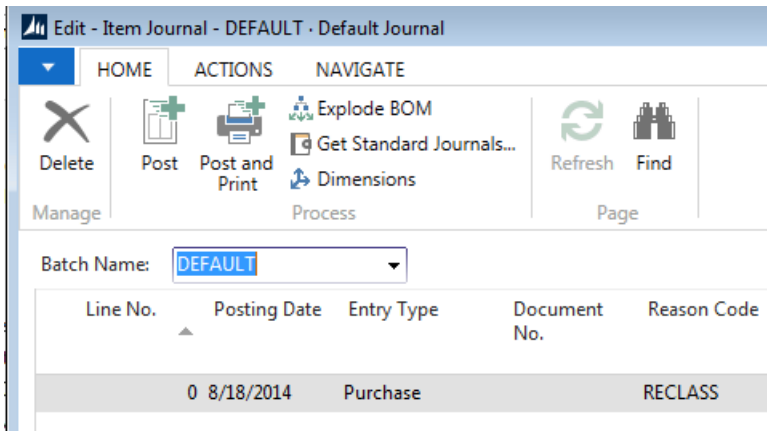 Edit - Item Journal - DEFAULT · Default Journal
HOME ACTIONS NAVIGATE
Delete
Post
Post and
Print
Explode BOM
Get Standard Journals...
Dimensions
Refresh
Find
Manage
Process
Page
Batch Name: DEFAULT
Line No. Posting Date Entry Type Document Reason Code
No.
0 8/18/2014 Purchase RECLASS